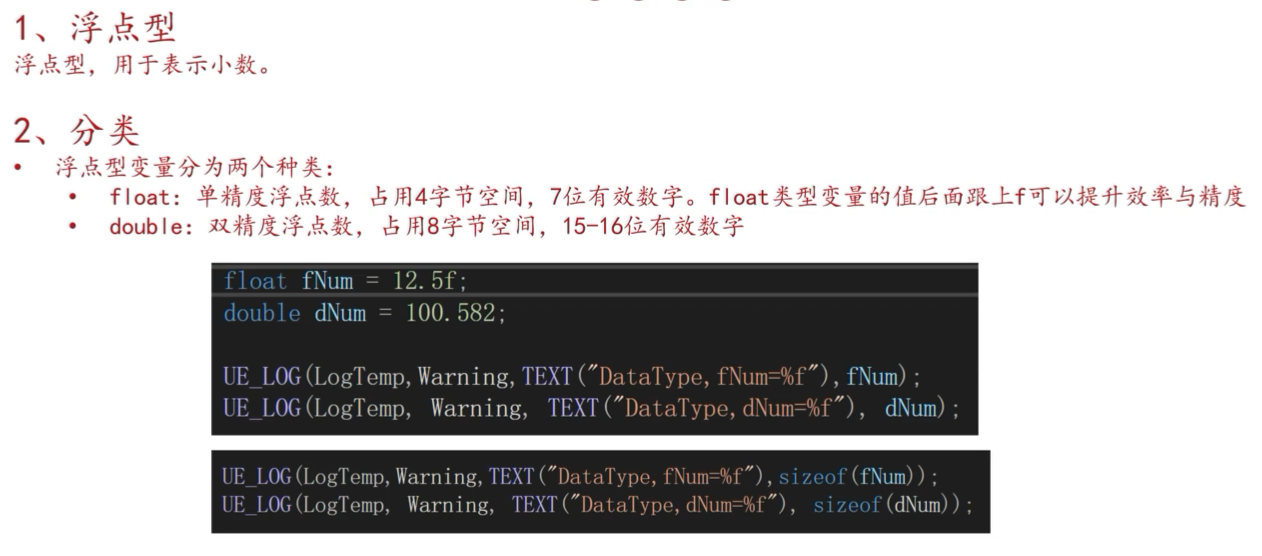 1、浮点型
浮点型，用于表示小数。
2、分类
• 浮点型变量分为两个种类：
• float：单精度浮点数，占用4字节空间，7位有效数字。float类型变量的值后面跟上f可以提升效率与精度
• double：双精度浮点数，占用8字节空间，15-16位有效数字
float fNum = 12.5f;
double dNum = 100.582;
UE_LOG(LogTemp,Warning,TEXT("DataType,fNum=%f"),fNum);
UE_LOG(LogTemp, Warning, TEXT("DataType,dNum=%f"), dNum);
UE_LOG(LogTemp,Warning,TEXT("DataType,fNum=%f"),sizeof(fNum));
UE_LOG(LogTemp, Warning, TEXT("DataType,dNum=%f"), sizeof(dNum));